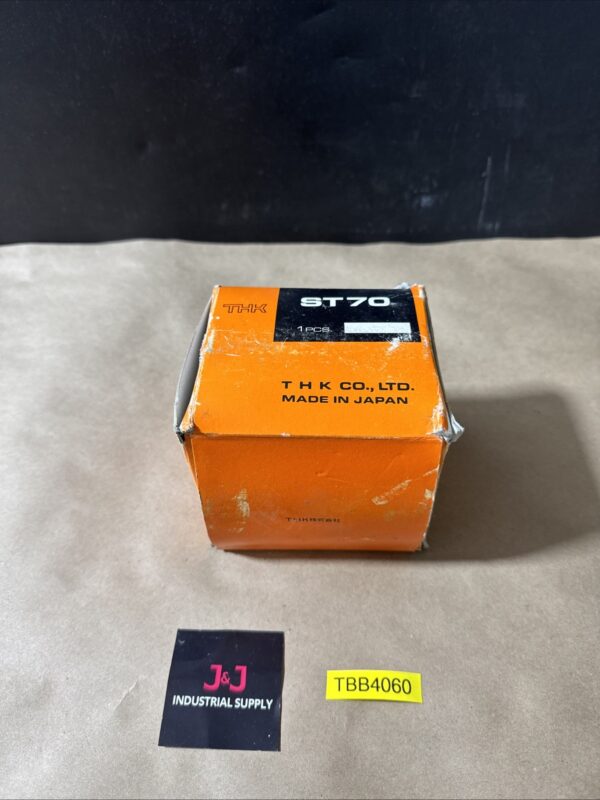 THK
ST70
1 PCS.
T H K CO., LTD.
MADE IN JAPAN
J&J
INDUSTRIAL SUPPLY
TBB4060